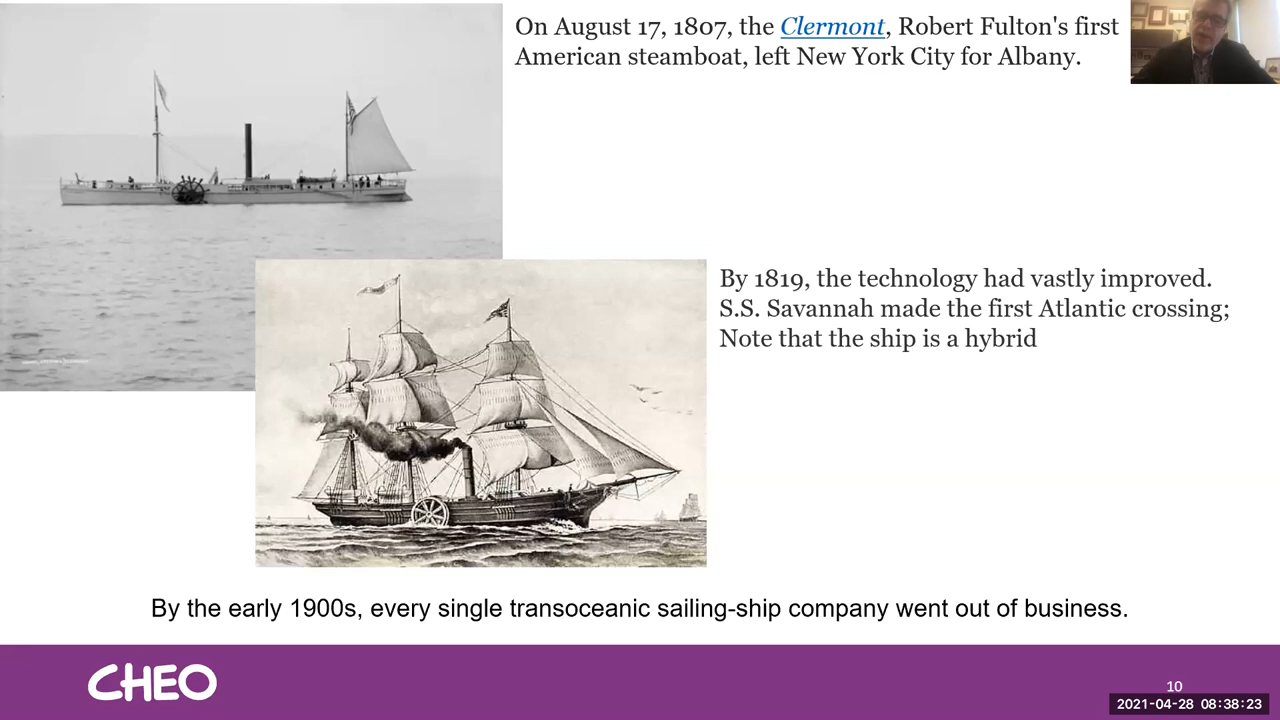 On August 17, 1807, the Clermont, Robert Fulton's first
American steamboat, left New York City for Albany.
By 1819, the technology had vastly improved.
S.S. Savannah made the first Atlantic crossing;
Note that the ship is a hybrid
By the early 1900s, every single transoceanic sailing-ship company went out of business.
CHEO
10
2021-04-28 08:38:23